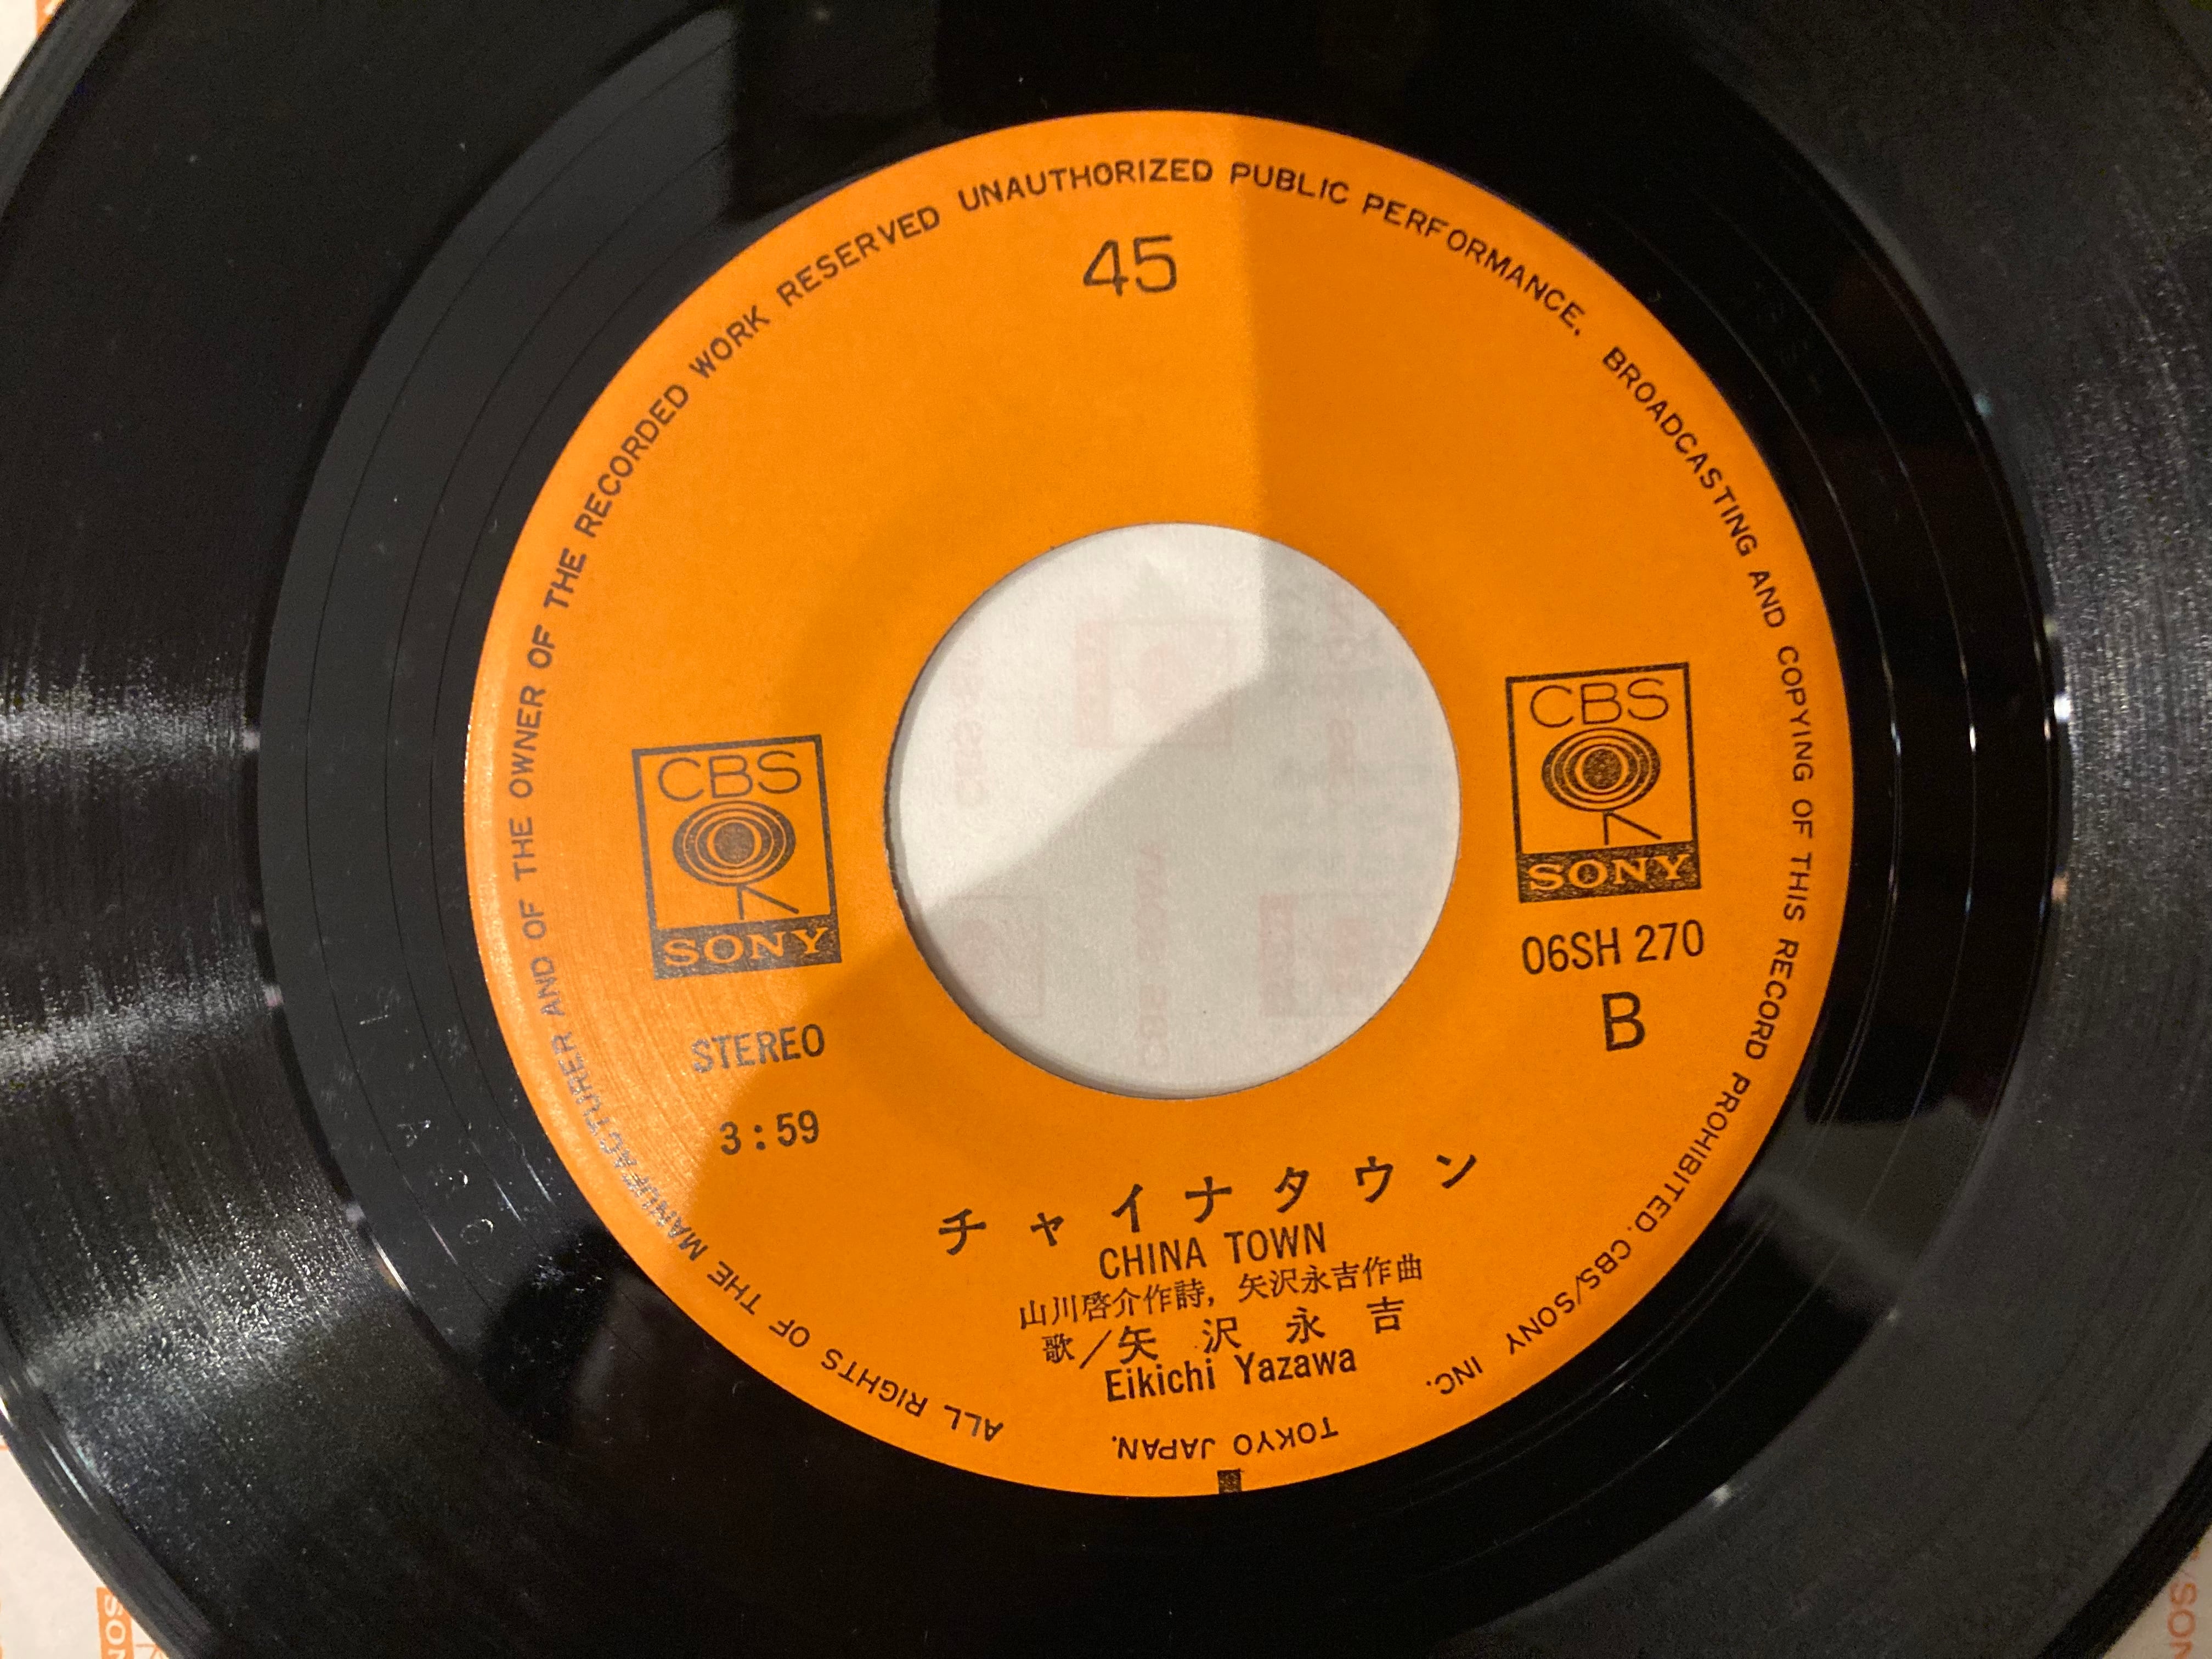 ALL RIGHTS OF THE MANUFACTURER AND OF THE OWNER OF THE RECORDED WORK RESERVED UNAUTHORIZED PUBLIC PERFORMANCE, BROADCASTING AND COPYING OF THIS RECORD PROHIBITED. CBS/SONY INC. TOKYO JAPAN.
45
CBS
SONY
CBS
SONY
06SH 270
B
STEREO
3:59
チャイナタウン
CHINA TOWN
山川啓介作詩, 矢沢永吉作曲
歌/矢沢永吉
Eikichi Yazawa